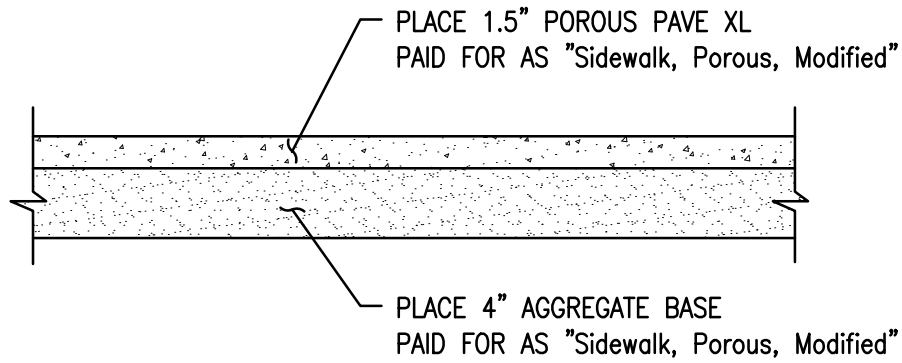 PLACE 1.5" POROUS PAVE XL
PAID FOR AS "Sidewalk, Porous, Modified"
PLACE 4" AGGREGATE BASE
PAID FOR AS "Sidewalk, Porous, Modified"